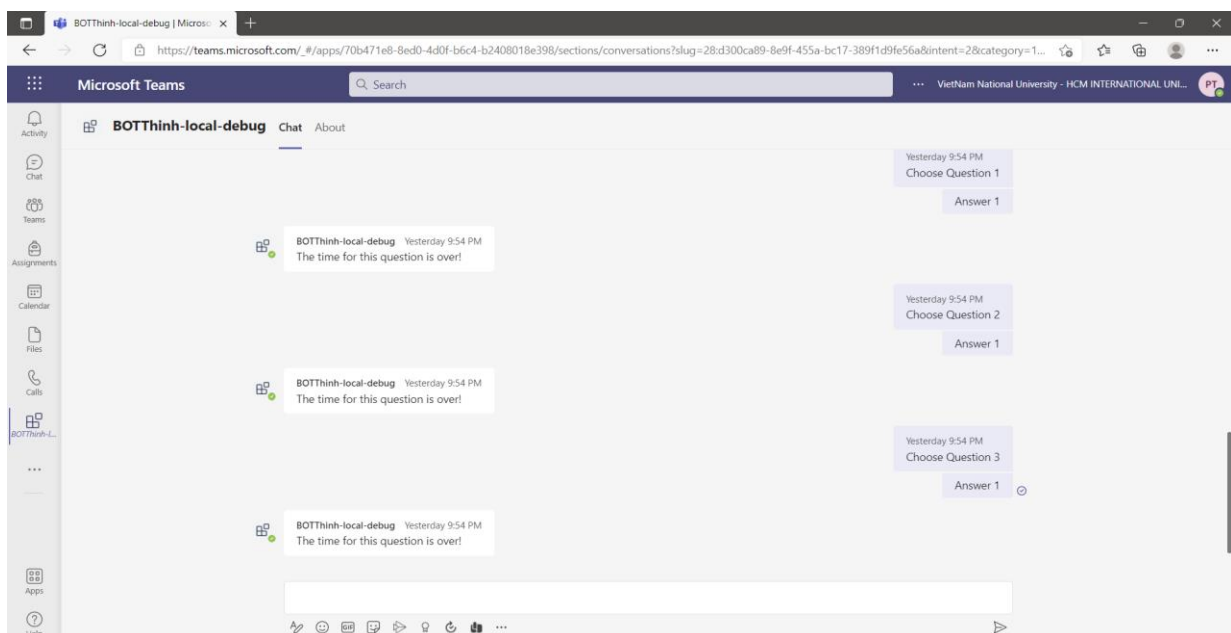 BOTThinh-local-debug | Microso
https://teams.microsoft.com/_#/apps/70b471e8-8ed0-4d0f-b6c4-b2408018e398/sections/conversations?slug=28:d300ca89-8e9f-455a-bc17-389f1d9fe56a&intent=2&category=1...
Microsoft Teams
Search
VietNam National University - HCM INTERNATIONAL UNI...
PT
Activity
Chat
Teams
Assignments
Calendar
Files
Calls
BOTThinh-l...
Apps
BOTThinh-local-debug Chat About
Yesterday 9:54 PM
Choose Question 1
Answer 1
BOTThinh-local-debug Yesterday 9:54 PM
The time for this question is over!
Yesterday 9:54 PM
Choose Question 2
Answer 1
BOTThinh-local-debug Yesterday 9:54 PM
The time for this question is over!
Yesterday 9:54 PM
Choose Question 3
Answer 1
BOTThinh-local-debug Yesterday 9:54 PM
The time for this question is over!
GIF